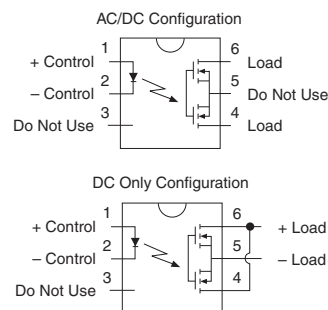 AC/DC Configuration
1 6
+ Control Load
2 5
– Control Do Not Use
3 4
Do Not Use Load
DC Only Configuration
1 6
+ Control + Load
2 5
– Control – Load
3 4
Do Not Use